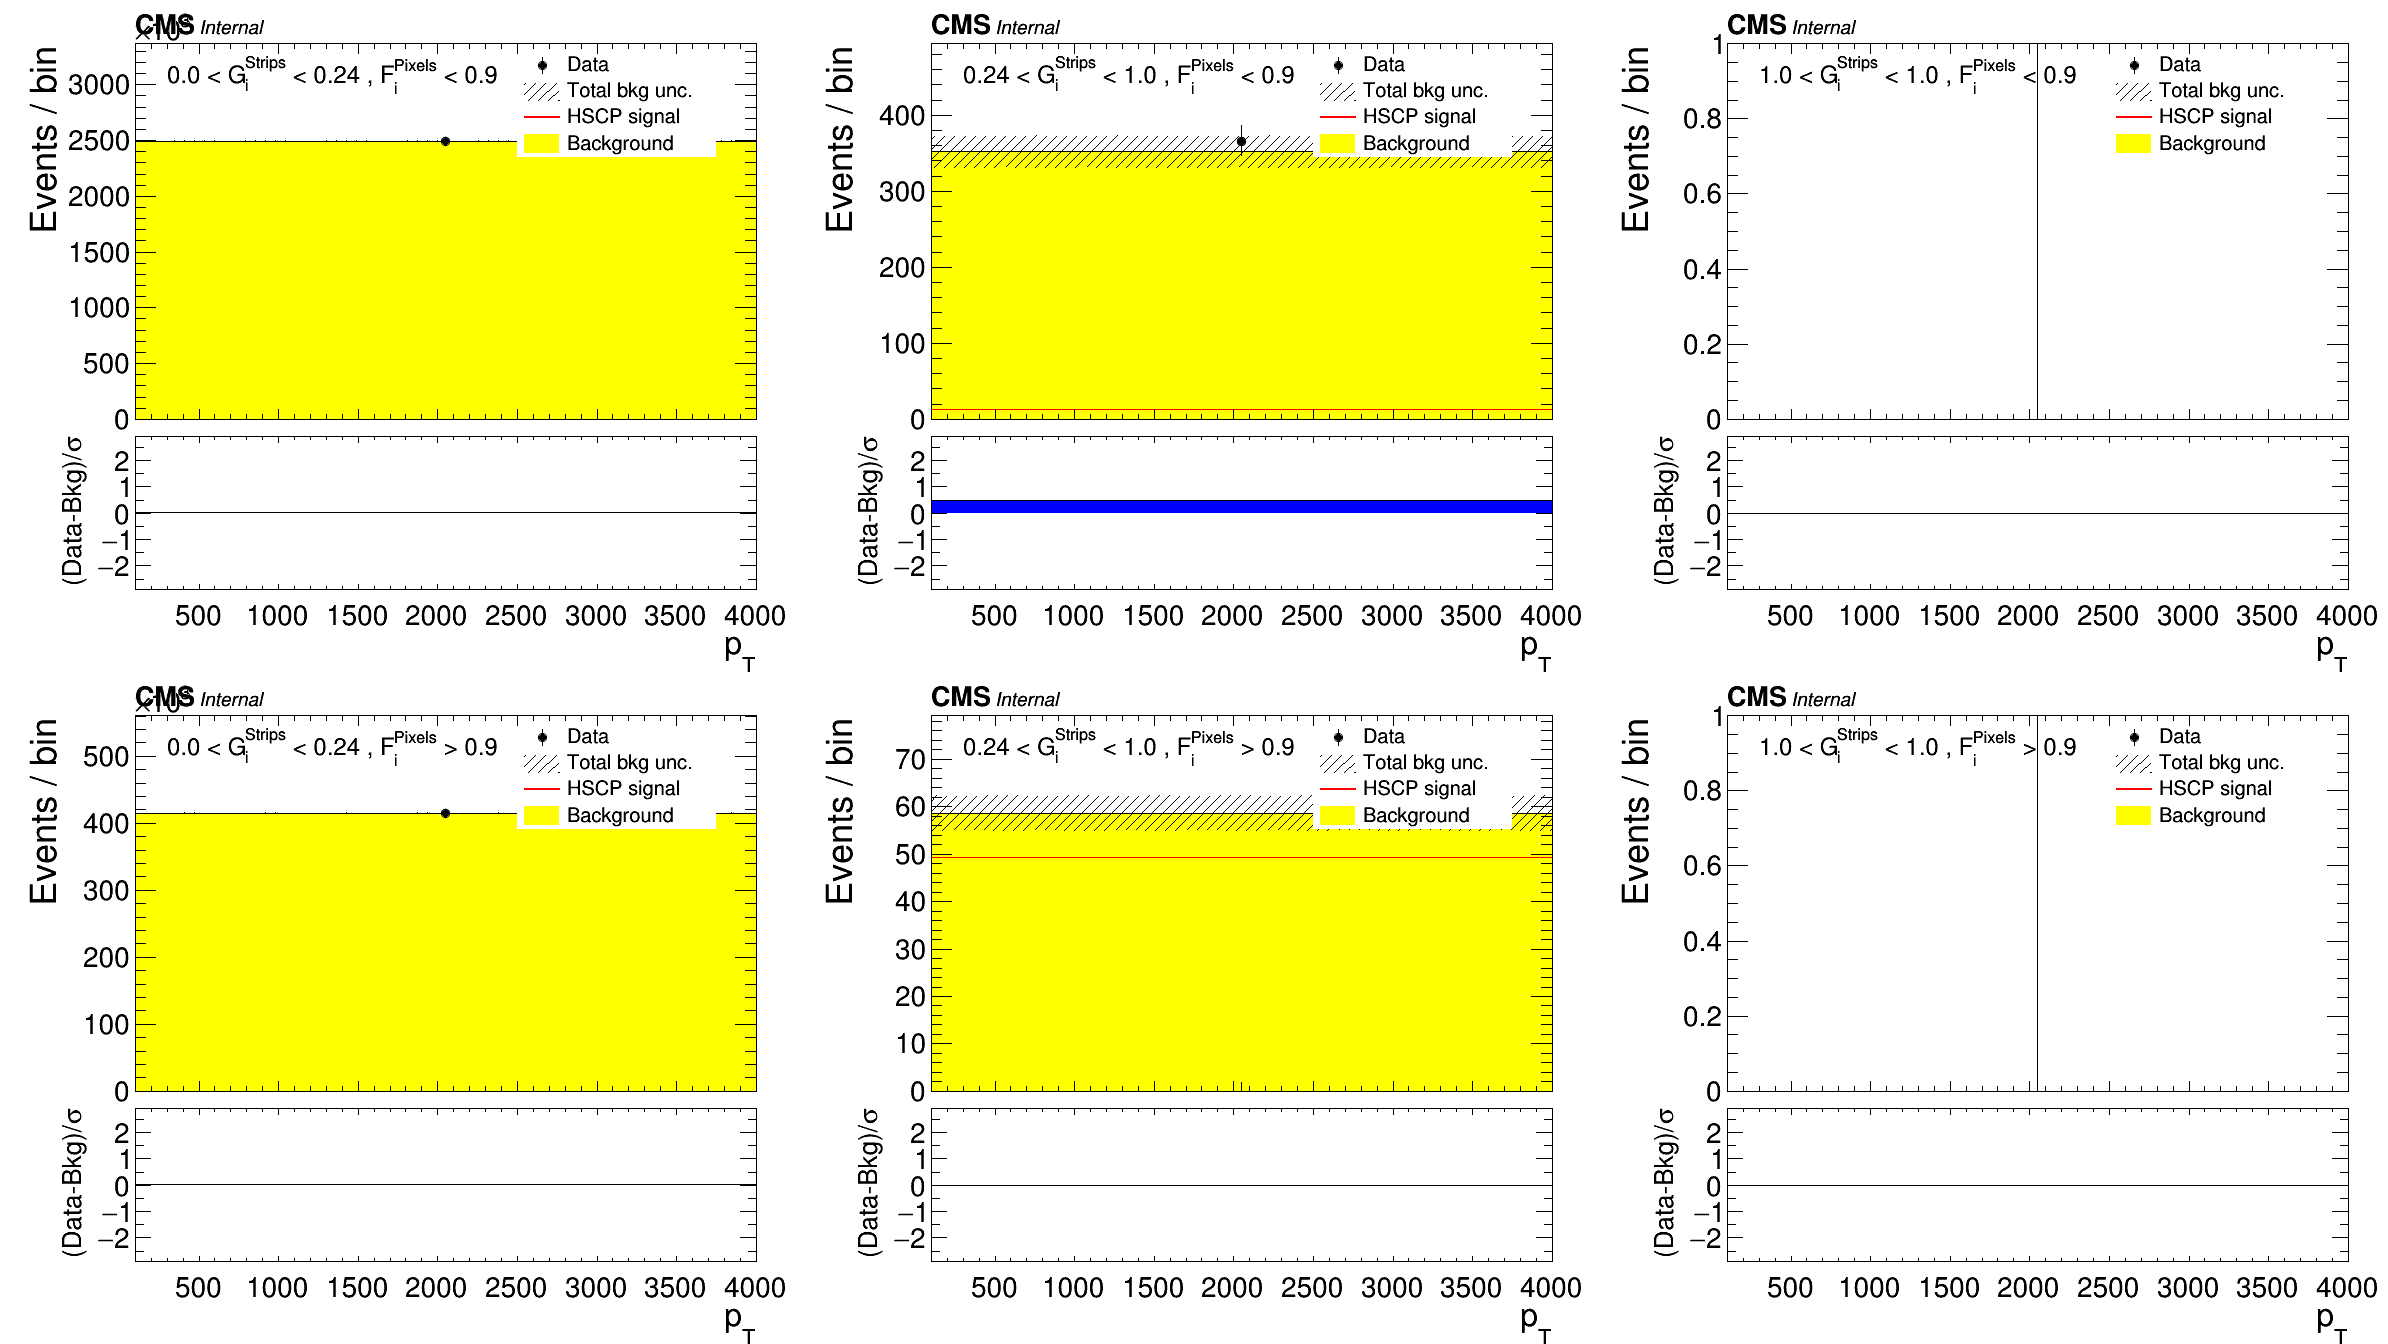 CMS Internal
0.0 < G_i^Strips < 0.24 , F_i^Pixels < 0.9
Data
Total bkg unc.
HSCP signal
Background
Events / bin
3000
2500
2000
1500
1000
500
0
(Data-Bkg)/σ
2
1
0
−1
−2
500 1000 1500 2000 2500 3000 3500 4000
p_T
CMS Internal
0.24 < G_i^Strips < 1.0 , F_i^Pixels < 0.9
Data
Total bkg unc.
HSCP signal
Background
Events / bin
400
300
200
100
0
(Data-Bkg)/σ
2
1
0
−1
−2
500 1000 1500 2000 2500 3000 3500 4000
p_T
CMS Internal
1.0 < G_i^Strips < 1.0 , F_i^Pixels < 0.9
Data
Total bkg unc.
HSCP signal
Background
Events / bin
1
0.8
0.6
0.4
0.2
0
(Data-Bkg)/σ
2
1
0
−1
−2
500 1000 1500 2000 2500 3000 3500 4000
p_T
CMS Internal
0.0 < G_i^Strips < 0.24 , F_i^Pixels > 0.9
Data
Total bkg unc.
HSCP signal
Background
Events / bin
500
400
300
200
100
0
(Data-Bkg)/σ
2
1
0
−1
−2
500 1000 1500 2000 2500 3000 3500 4000
p_T
CMS Internal
0.24 < G_i^Strips < 1.0 , F_i^Pixels > 0.9
Data
Total bkg unc.
HSCP signal
Background
Events / bin
70
60
50
40
30
20
10
0
(Data-Bkg)/σ
2
1
0
−1
−2
500 1000 1500 2000 2500 3000 3500 4000
p_T
CMS Internal
1.0 < G_i^Strips < 1.0 , F_i^Pixels > 0.9
Data
Total bkg unc.
HSCP signal
Background
Events / bin
1
0.8
0.6
0.4
0.2
0
(Data-Bkg)/σ
2
1
0
−1
−2
500 1000 1500 2000 2500 3000 3500 4000
p_T